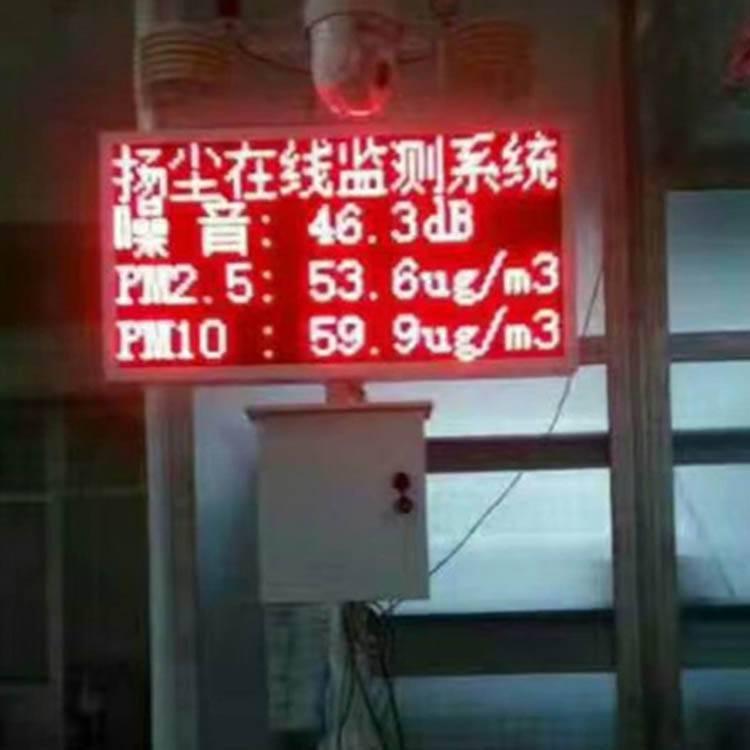 扬尘在线监测系统
噪 音: 46.3dB
PM2.5: 53.6ug/m3
PM10 : 59.9ug/m3